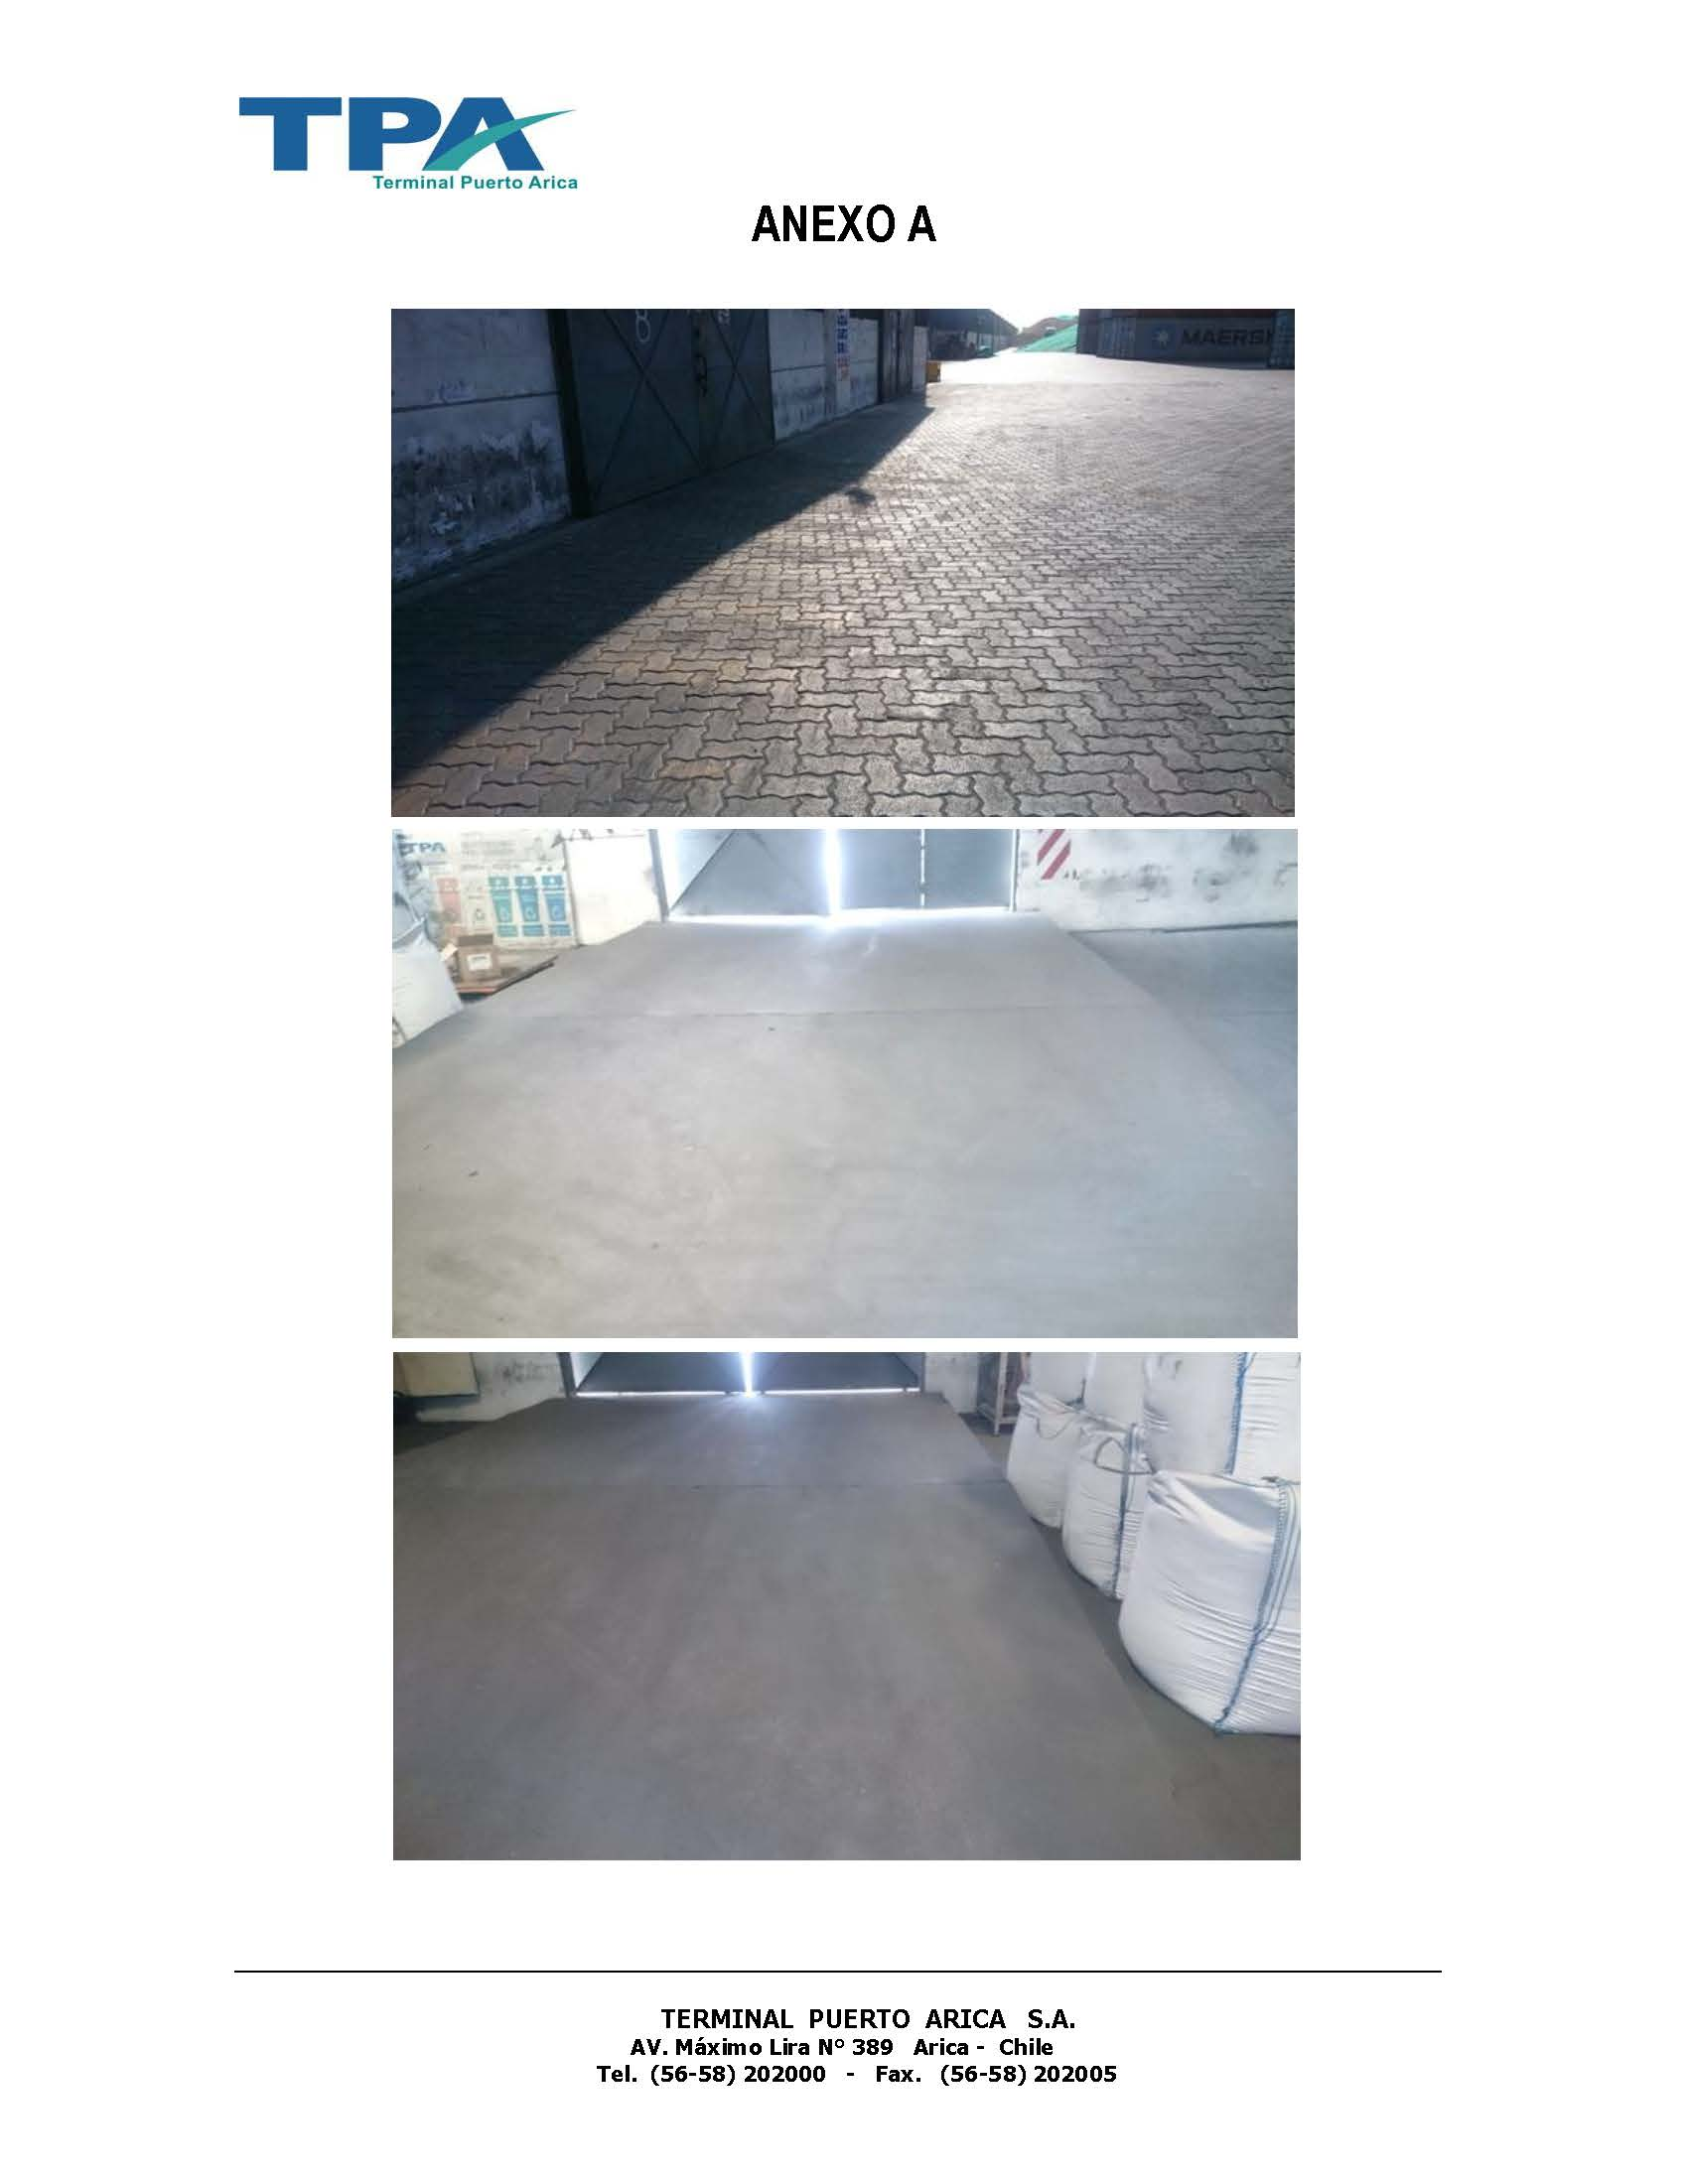 TPA
Terminal Puerto Arica
ANEXO A
8
MAERSK
TPA
TERMINAL PUERTO ARICA S.A.
AV. Máximo Lira N° 389 Arica - Chile
Tel. (56-58) 202000 - Fax. (56-58) 202005